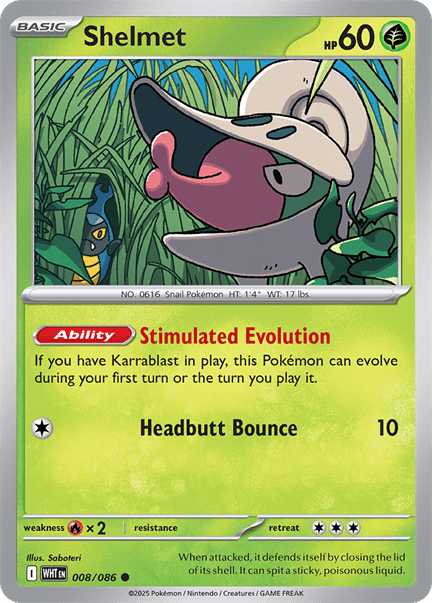 BASIC
Shelmet
HP 60
NO. 0616 Snail Pokémon HT: 1'4" WT: 17 lbs.
Ability Stimulated Evolution
If you have Karrablast in play, this Pokémon can evolve
during your first turn or the turn you play it.
Headbutt Bounce 10
weakness ×2 resistance retreat
Illus. Saboteri
When attacked, it defends itself by closing the lid
of its shell. It can spit a sticky, poisonous liquid.
I WHT EN 008/086
©2025 Pokémon / Nintendo / Creatures / GAME FREAK